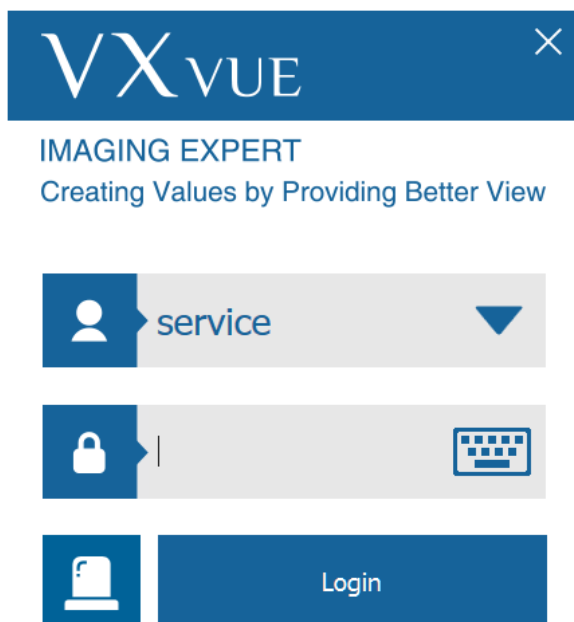 VXVUE
IMAGING EXPERT
Creating Values by Providing Better View
service
Login